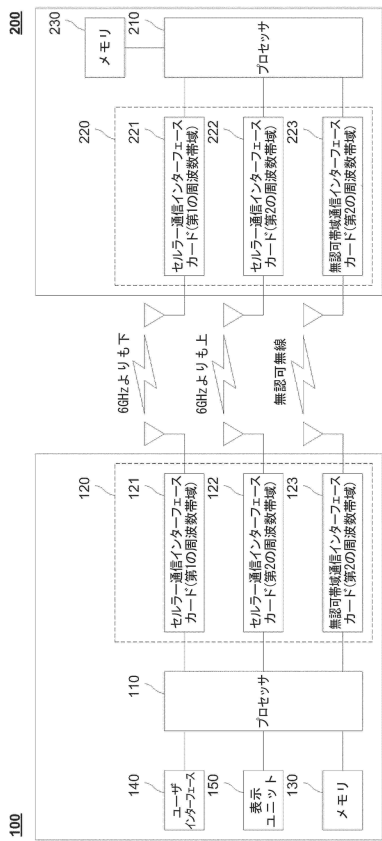 100
200
140
ユーザ
インターフェース
150
表示
ユニット
130
メモリ
110
プロセッサ
120
121
セルラー通信インターフェース
カード(第1の周波数帯域)
122
セルラー通信インターフェース
カード(第2の周波数帯域)
123
無認可帯域通信インターフェース
カード(第2の周波数帯域)
6GHzよりも下
6GHzよりも上
無認可無線
220
221
セルラー通信インターフェース
カード(第1の周波数帯域)
222
セルラー通信インターフェース
カード(第2の周波数帯域)
223
無認可帯域通信インターフェース
カード(第2の周波数帯域)
230
メモリ
210
プロセッサ